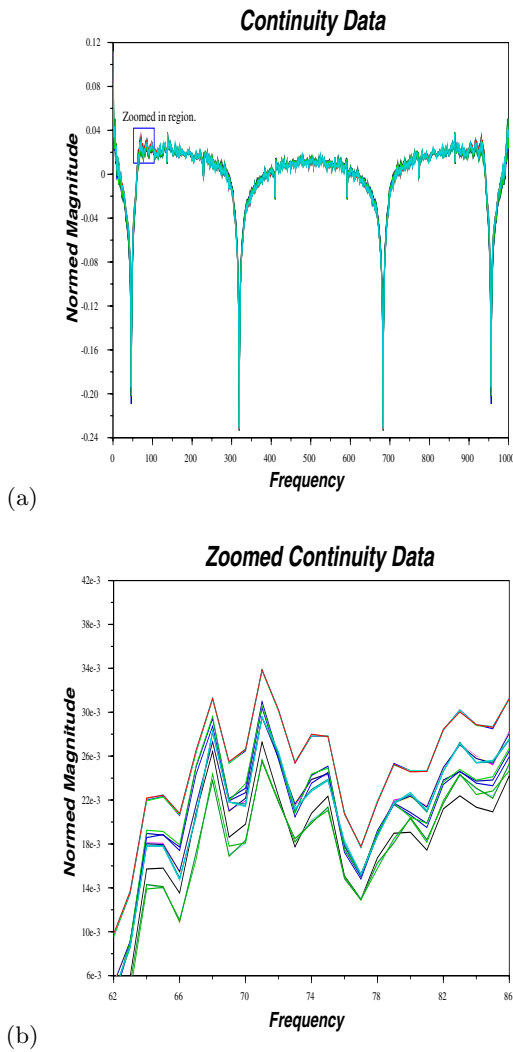 Continuity Data
0.12
0.08
0.04
Zoomed in region.
0
-0.04
-0.08
-0.12
-0.16
-0.20
-0.24
Normed Magnitude
0 100 200 300 400 500 600 700 800 900 1000
Frequency
(a)
Zoomed Continuity Data
42e-3
38e-3
34e-3
30e-3
26e-3
22e-3
18e-3
14e-3
10e-3
6e-3
Normed Magnitude
62 66 70 74 78 82 86
Frequency
(b)